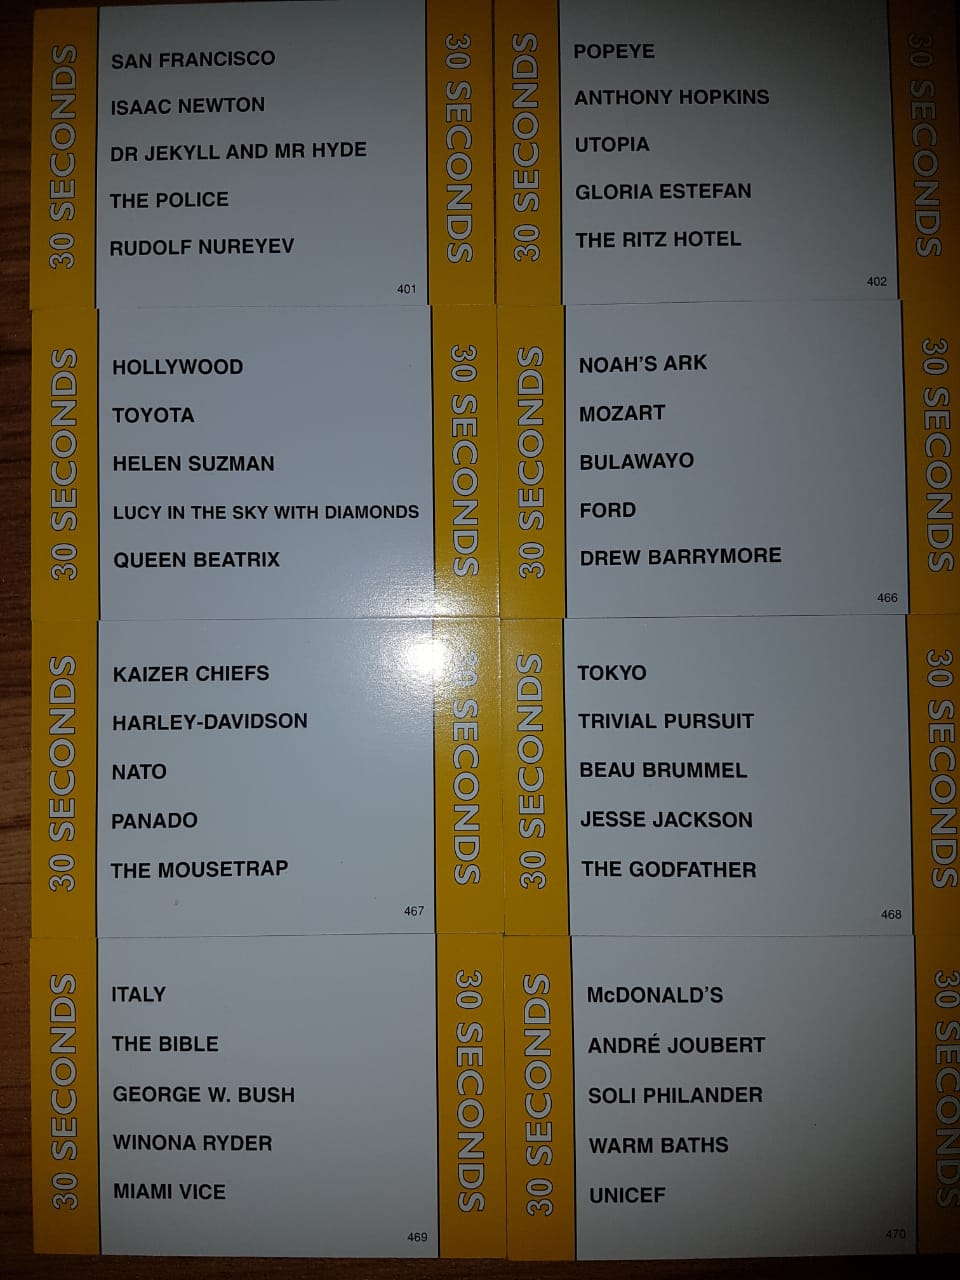 30 SECONDS
SAN FRANCISCO
ISAAC NEWTON
DR JEKYLL AND MR HYDE
THE POLICE
RUDOLF NUREYEV
401
30 SECONDS
30 SECONDS
POPEYE
ANTHONY HOPKINS
UTOPIA
GLORIA ESTEFAN
THE RITZ HOTEL
402
30 SECONDS
30 SECONDS
HOLLYWOOD
TOYOTA
HELEN SUZMAN
LUCY IN THE SKY WITH DIAMONDS
QUEEN BEATRIX
30 SECONDS
30 SECONDS
NOAH'S ARK
MOZART
BULAWAYO
FORD
DREW BARRYMORE
466
30 SECONDS
30 SECONDS
KAIZER CHIEFS
HARLEY-DAVIDSON
NATO
PANADO
THE MOUSETRAP
467
30 SECONDS
30 SECONDS
TOKYO
TRIVIAL PURSUIT
BEAU BRUMMEL
JESSE JACKSON
THE GODFATHER
468
30 SECONDS
30 SECONDS
ITALY
THE BIBLE
GEORGE W. BUSH
WINONA RYDER
MIAMI VICE
469
30 SECONDS
30 SECONDS
McDONALD'S
ANDRÉ JOUBERT
SOLI PHILANDER
WARM BATHS
UNICEF
470
30 SECONDS